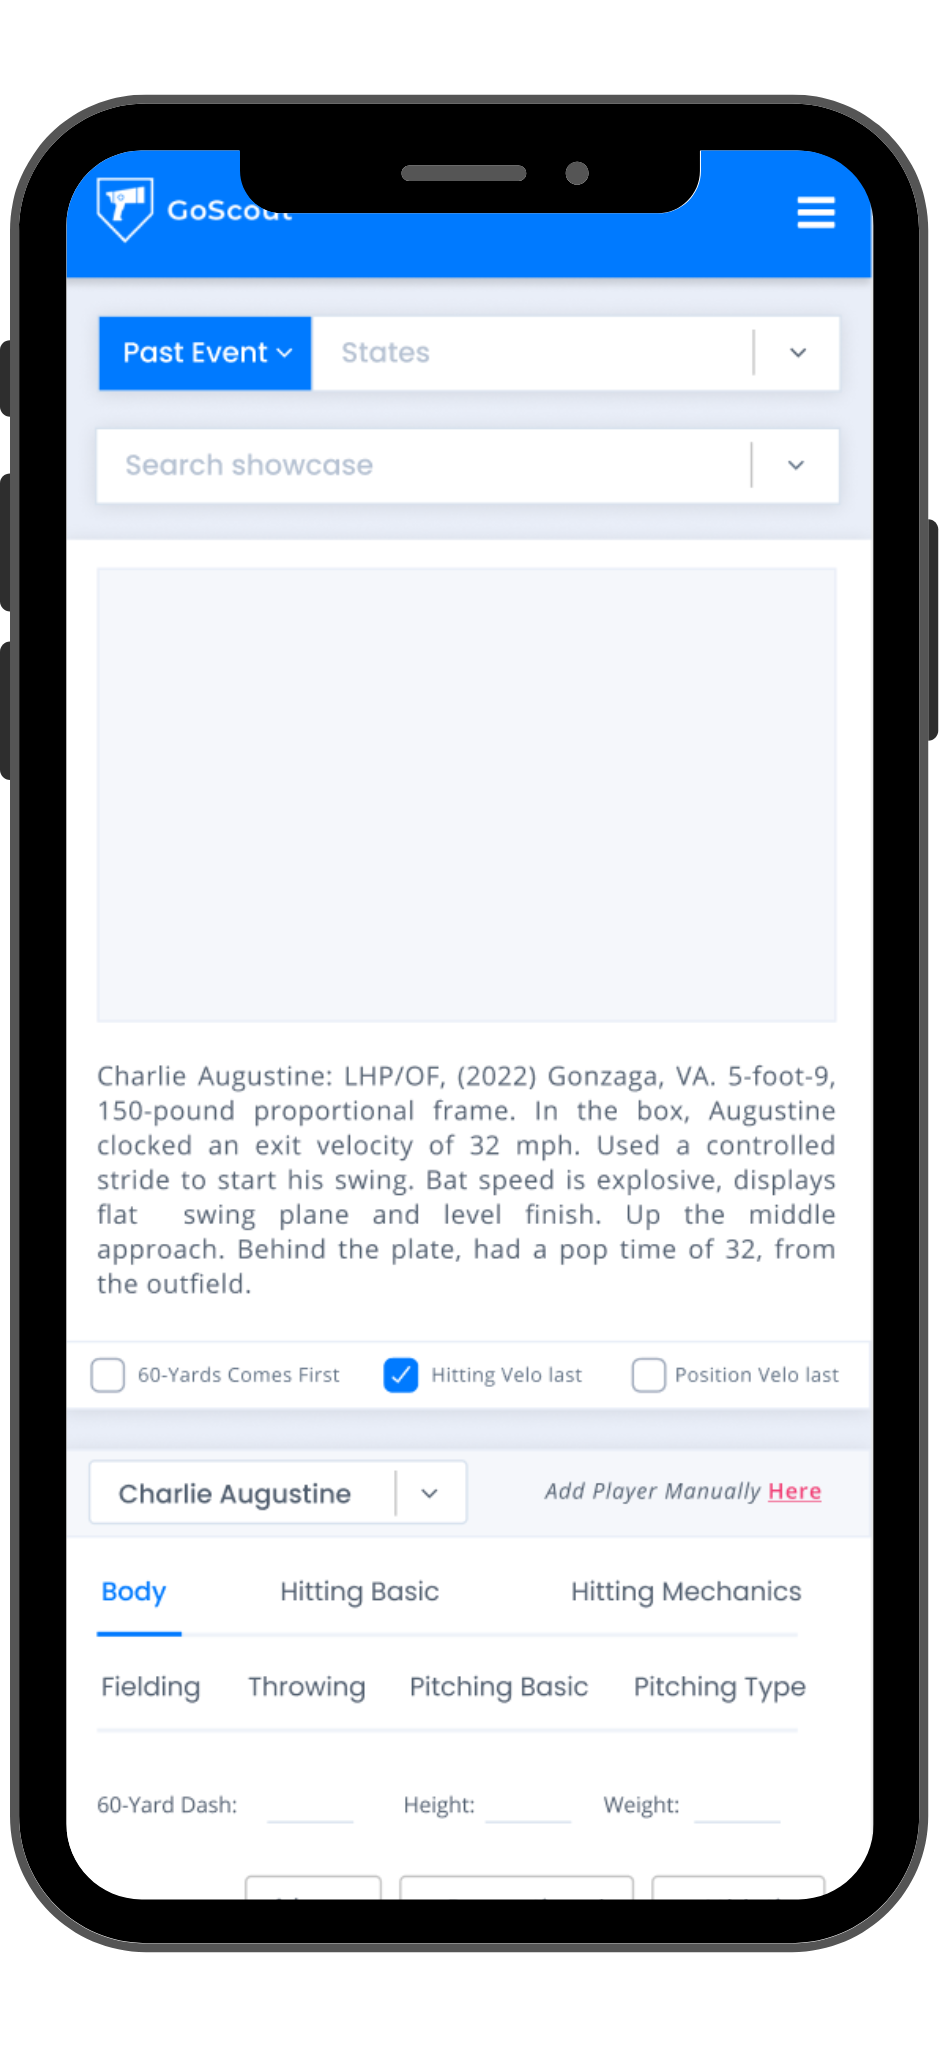 GoScout
Past Event States
Search showcase
Charlie Augustine: LHP/OF, (2022) Gonzaga, VA. 5-foot-9,
150-pound proportional frame. In the box, Augustine
clocked an exit velocity of 32 mph. Used a controlled
stride to start his swing. Bat speed is explosive, displays
flat swing plane and level finish. Up the middle
approach. Behind the plate, had a pop time of 32, from
the outfield.
60-Yards Comes First Hitting Velo last Position Velo last
Charlie Augustine Add Player Manually Here
Body Hitting Basic Hitting Mechanics
Fielding Throwing Pitching Basic Pitching Type
60-Yard Dash: Height: Weight: